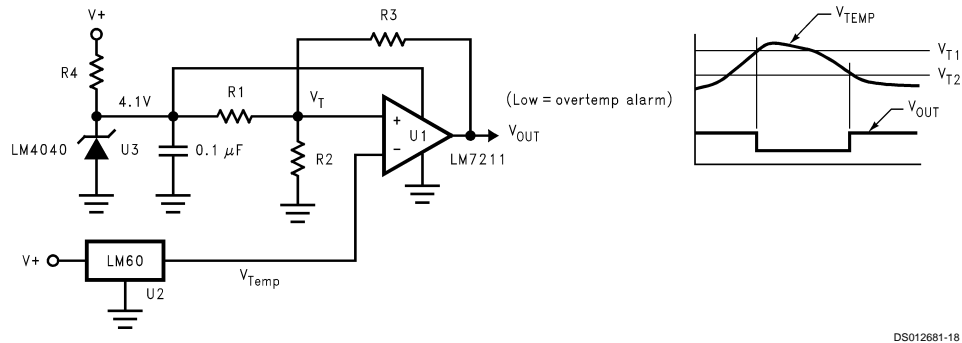 V+
R3
R4
4.1V
R1
V_T
(Low = overtemp alarm)
+
U1
V_OUT
LM4040
U3
0.1 μF
R2
−
LM7211
V+
LM60
V_Temp
U2
V_TEMP
V_T1
V_T2
V_OUT
DS012681-18